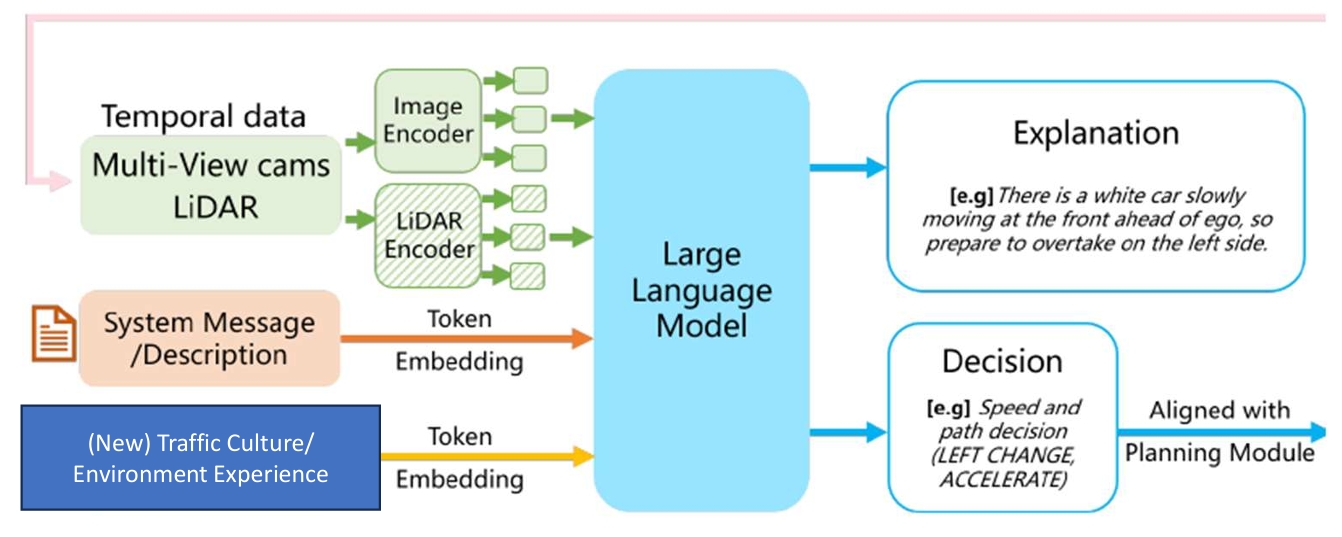 Temporal data
Multi-View cams
LiDAR
Image
Encoder
LiDAR
Encoder
System Message
/Description
Token
Embedding
(New) Traffic Culture/
Environment Experience
Token
Embedding
Large
Language
Model
Explanation
[e.g] There is a white car slowly
moving at the front ahead of ego, so
prepare to overtake on the left side.
Decision
[e.g] Speed and
path decision
(LEFT CHANGE,
ACCELERATE)
Aligned with
Planning Module